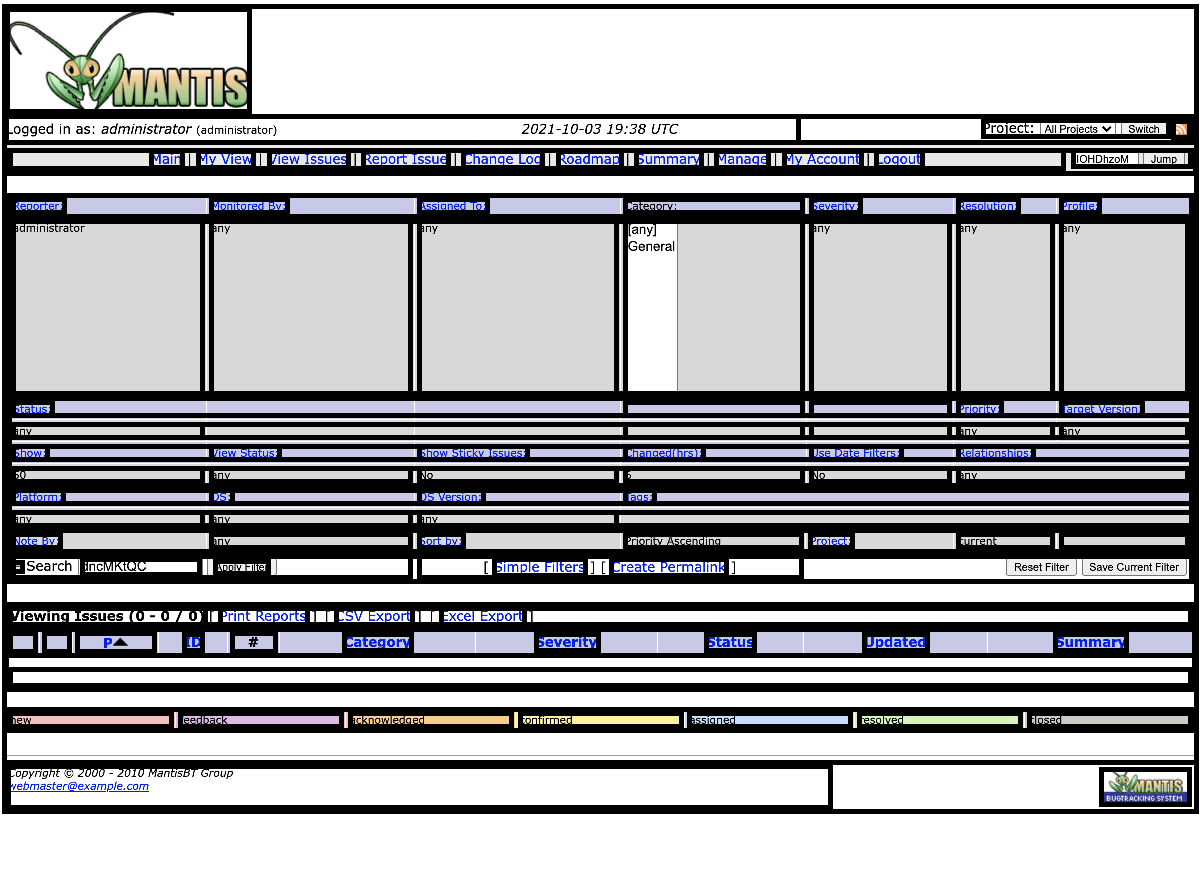 MANTIS
Logged in as: administrator (administrator) 2021-10-03 19:38 UTC Project: All Projects Switch
Main | My View | View Issues | Report Issue | Change Log | Roadmap | Summary | Manage | My Account | Logout IOHDhzoM Jump
Reporter: Monitored By: Assigned To: Category: Severity: Resolution: Profile:
administrator any any [any] any any any
General
Status: Priority: Target Version:
any any any
Show: View Status: Show Sticky Issues: Changed(hrs): Use Date Filters: Relationships:
50 any No 6 No any
Platform: OS: OS Version: Tags:
any any any
Note By: any Sort by: Priority Ascending Project: current
Search dncMKtQC Apply Filter [ Simple Filters ] [ Create Permalink ] Reset Filter Save Current Filter
Viewing Issues (0 - 0 / 0) [ Print Reports ] [ CSV Export ] [ Excel Export ]
P ID # Category Severity Status Updated Summary
new feedback acknowledged confirmed assigned resolved closed
Copyright © 2000 - 2010 MantisBT Group
webmaster@example.com
MANTIS
BUGTRACKING SYSTEM